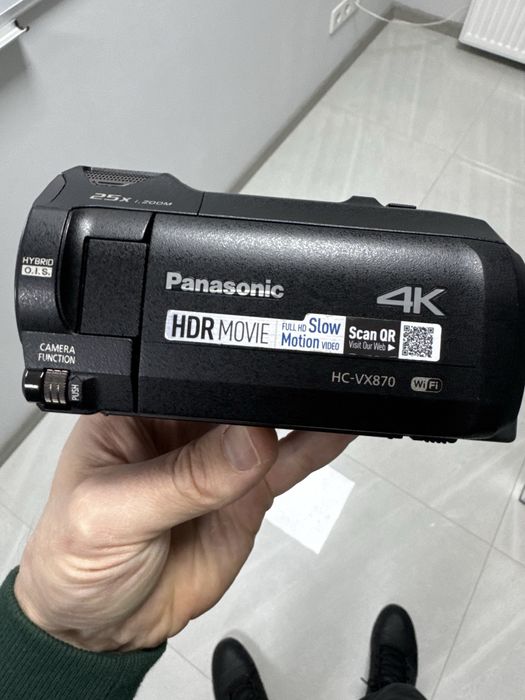 25x i.ZOOM
HYBRID
O.I.S.
Panasonic
4K
HDR MOVIE
FULL HD Slow
Motion VIDEO
Scan QR
Visit Our Web ▶
CAMERA
FUNCTION
PUSH
HC-VX870
WiFi